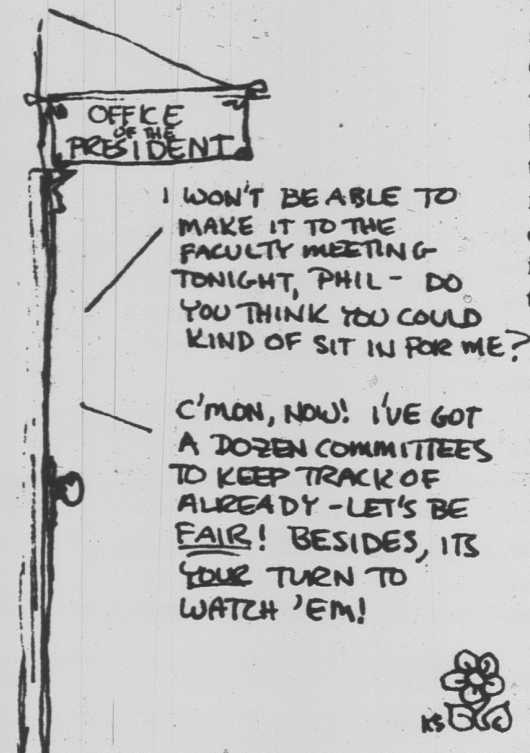 OFFICE
OF THE
PRESIDENT
I WON'T BE ABLE TO
MAKE IT TO THE
FACULTY MEETING
TONIGHT, PHIL - DO
YOU THINK YOU COULD
KIND OF SIT IN FOR ME?
C'MON, NOW! I'VE GOT
A DOZEN COMMITTEES
TO KEEP TRACK OF
ALREADY - LET'S BE
FAIR! BESIDES, ITS
YOUR TURN TO
WATCH 'EM!
KS